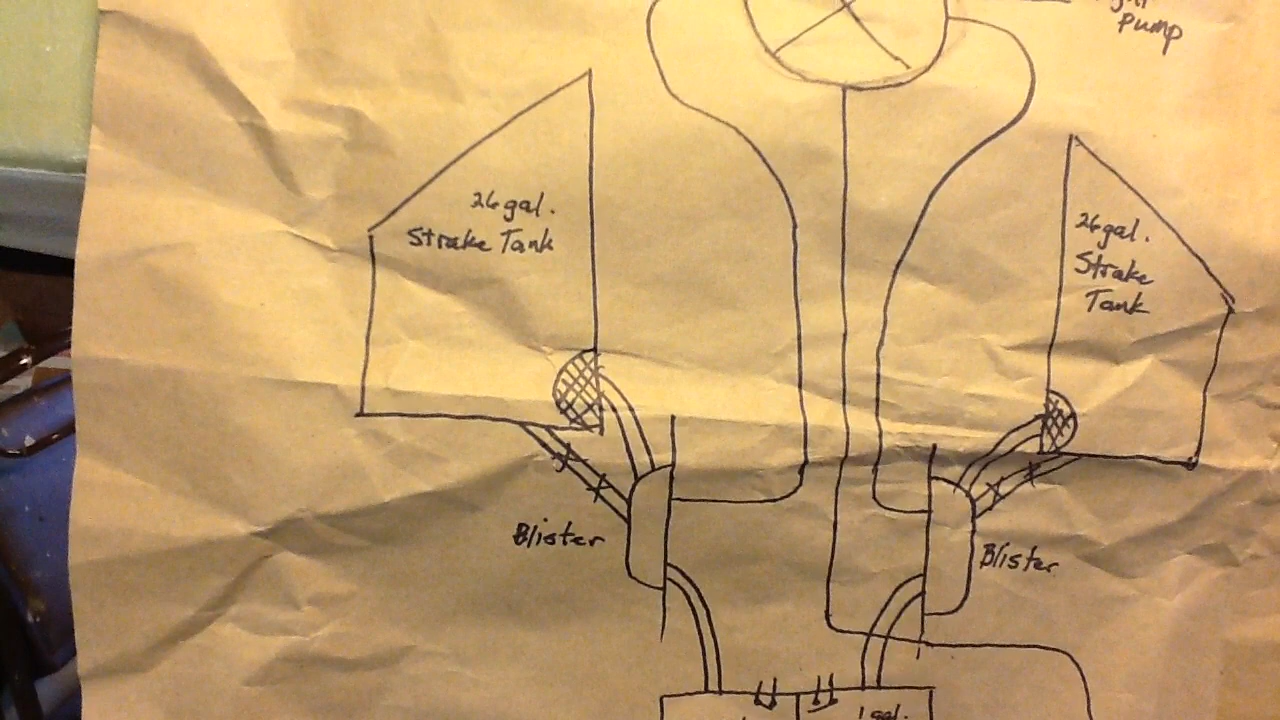 Pump
26 gal.
Strake Tank
26 gal.
Strake
Tank
Blister
Blister
1 gal.